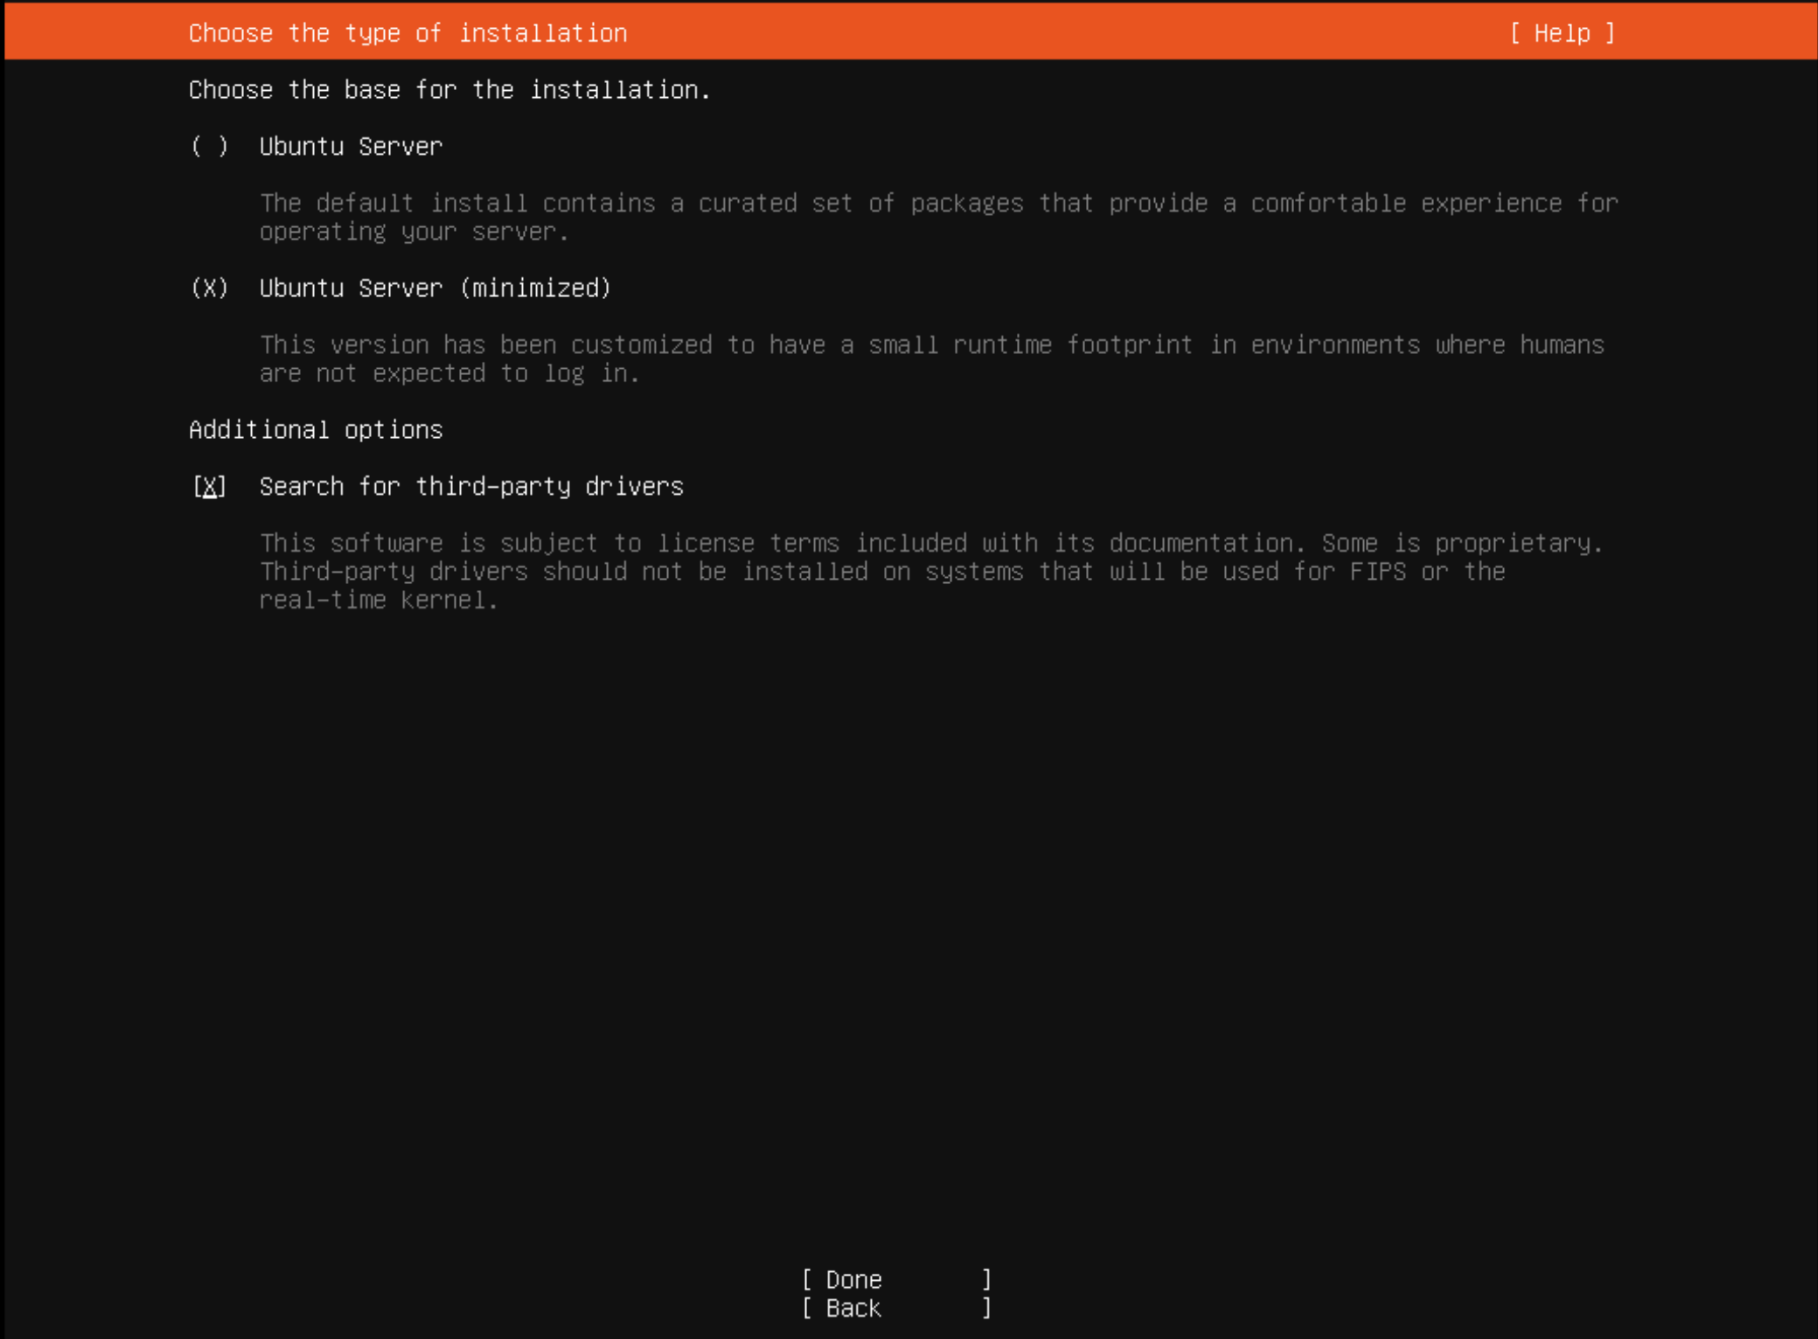 Choose the type of installation [ Help ]
Choose the base for the installation.
( ) Ubuntu Server
The default install contains a curated set of packages that provide a comfortable experience for
operating your server.
(X) Ubuntu Server (minimized)
This version has been customized to have a small runtime footprint in environments where humans
are not expected to log in.
Additional options
[X] Search for third-party drivers
This software is subject to license terms included with its documentation. Some is proprietary.
Third-party drivers should not be installed on systems that will be used for FIPS or the
real-time kernel.
[ Done ]
[ Back ]